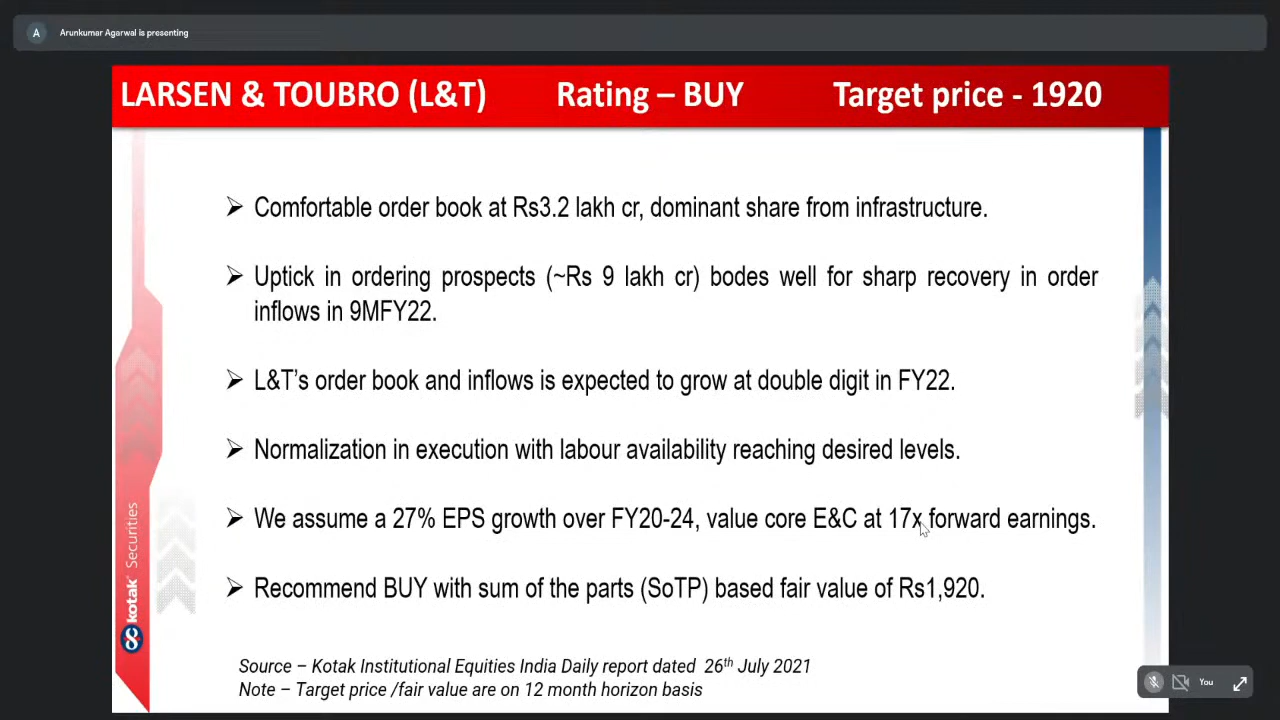 A
Arunkumar Agarwal is presenting
LARSEN & TOUBRO (L&T) Rating – BUY Target price - 1920
➢ Comfortable order book at Rs3.2 lakh cr, dominant share from infrastructure.
➢ Uptick in ordering prospects (~Rs 9 lakh cr) bodes well for sharp recovery in order
inflows in 9MFY22.
➢ L&T's order book and inflows is expected to grow at double digit in FY22.
➢ Normalization in execution with labour availability reaching desired levels.
➢ We assume a 27% EPS growth over FY20-24, value core E&C at 17x forward earnings.
➢ Recommend BUY with sum of the parts (SoTP) based fair value of Rs1,920.
kotak Securities
Source – Kotak Institutional Equities India Daily report dated 26th July 2021
Note – Target price /fair value are on 12 month horizon basis
You